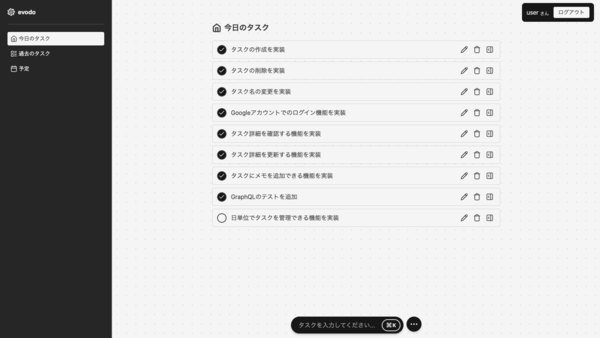 evodo
今日のタスク
過去のタスク
予定
今日のタスク
user さん
ログアウト
タスクの作成を実装
タスクの削除を実装
タスク名の変更を実装
Googleアカウントでのログイン機能を実装
タスク詳細を確認する機能を実装
タスク詳細を更新する機能を実装
タスクにメモを追加できる機能を実装
GraphQLのテストを追加
日単位でタスクを管理できる機能を実装
タスクを入力してください... ⌘K